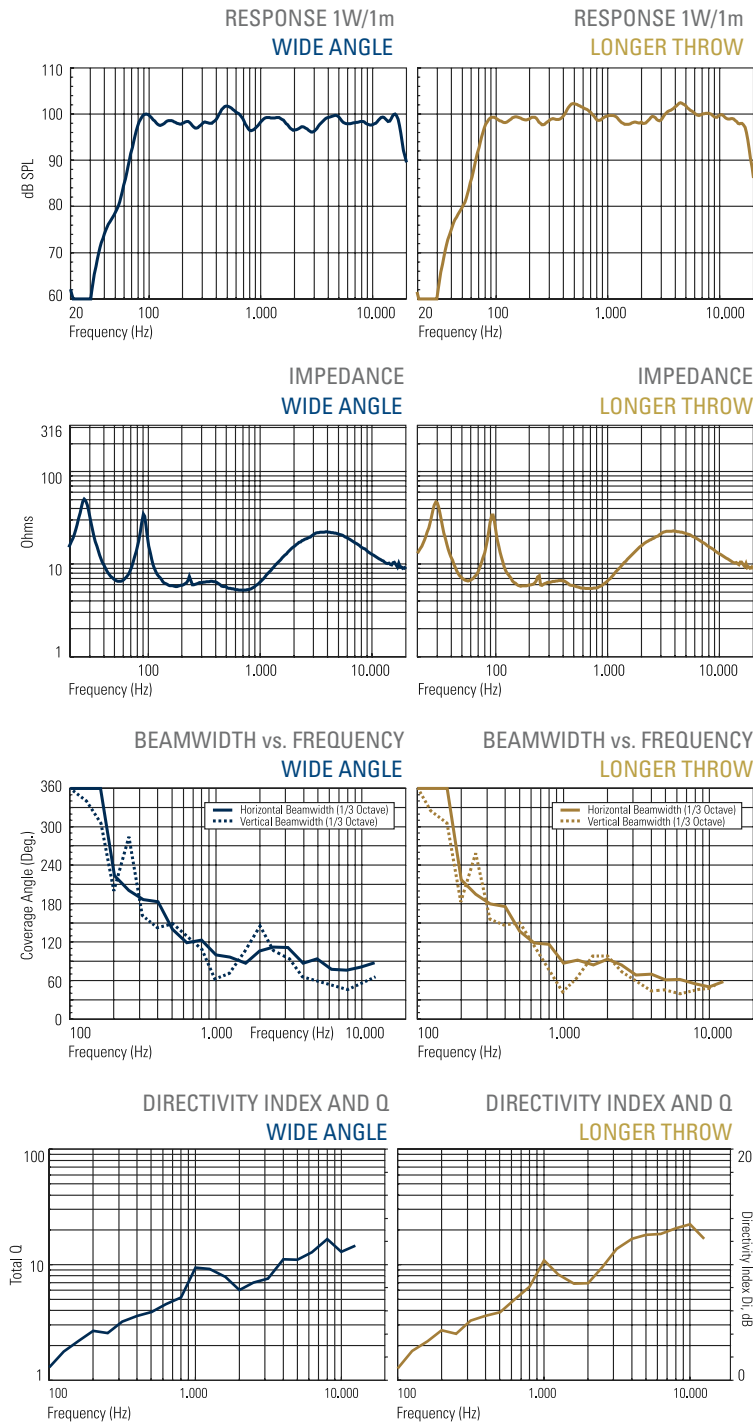 RESPONSE 1W/1m
WIDE ANGLE
RESPONSE 1W/1m
LONGER THROW
110
100
90
80
70
60
dB SPL
20
100
1.000
10.000
Frequency (Hz)
20
100
1.000
10.000
Frequency (Hz)
IMPEDANCE
WIDE ANGLE
IMPEDANCE
LONGER THROW
316
100
10
1
Ohms
100
1.000
10.000
Frequency (Hz)
100
1.000
10.000
Frequency (Hz)
BEAMWIDTH vs. FREQUENCY
WIDE ANGLE
BEAMWIDTH vs. FREQUENCY
LONGER THROW
360
300
240
180
120
60
0
Coverage Angle (Deg.)
Horizontal Beamwidth (1/3 Octave)
Vertical Beamwidth (1/3 Octave)
Horizontal Beamwidth (1/3 Octave)
Vertical Beamwidth (1/3 Octave)
100
1.000
Frequency (Hz)
10.000
Frequency (Hz)
100
1.000
10.000
Frequency (Hz)
DIRECTIVITY INDEX AND Q
WIDE ANGLE
DIRECTIVITY INDEX AND Q
LONGER THROW
100
10
1
Total Q
100
1.000
10.000
Frequency (Hz)
20
0
Directivity Index Di, dB
100
1.000
10.000
Frequency (Hz)